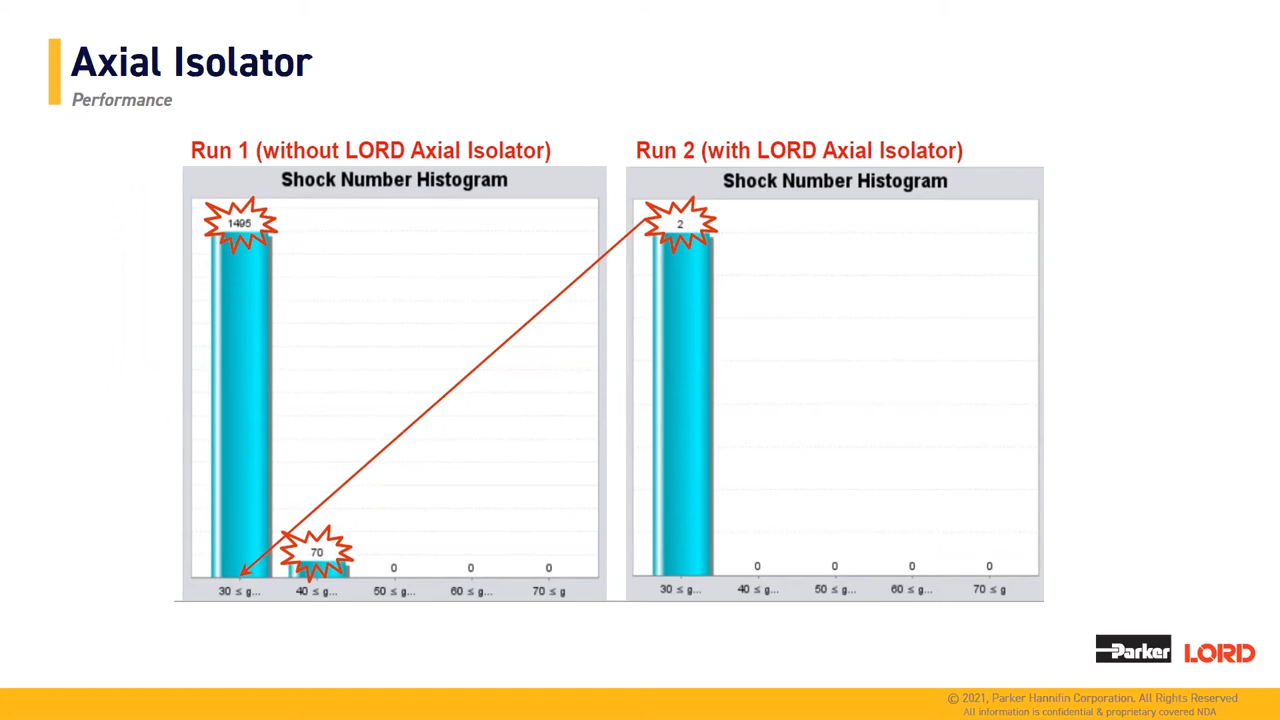 Axial Isolator
Performance
Run 1 (without LORD Axial Isolator)
Shock Number Histogram
1495
70
0
0
0
30 ≤ g...
40 ≤ g...
50 ≤ g...
60 ≤ g...
70 ≤ g
Run 2 (with LORD Axial Isolator)
Shock Number Histogram
2
0
0
0
0
30 ≤ g...
40 ≤ g...
50 ≤ g...
60 ≤ g...
70 ≤ g
Parker LORD
© 2021, Parker Hannifin Corporation. All Rights Reserved
All information is confidential & proprietary covered NDA